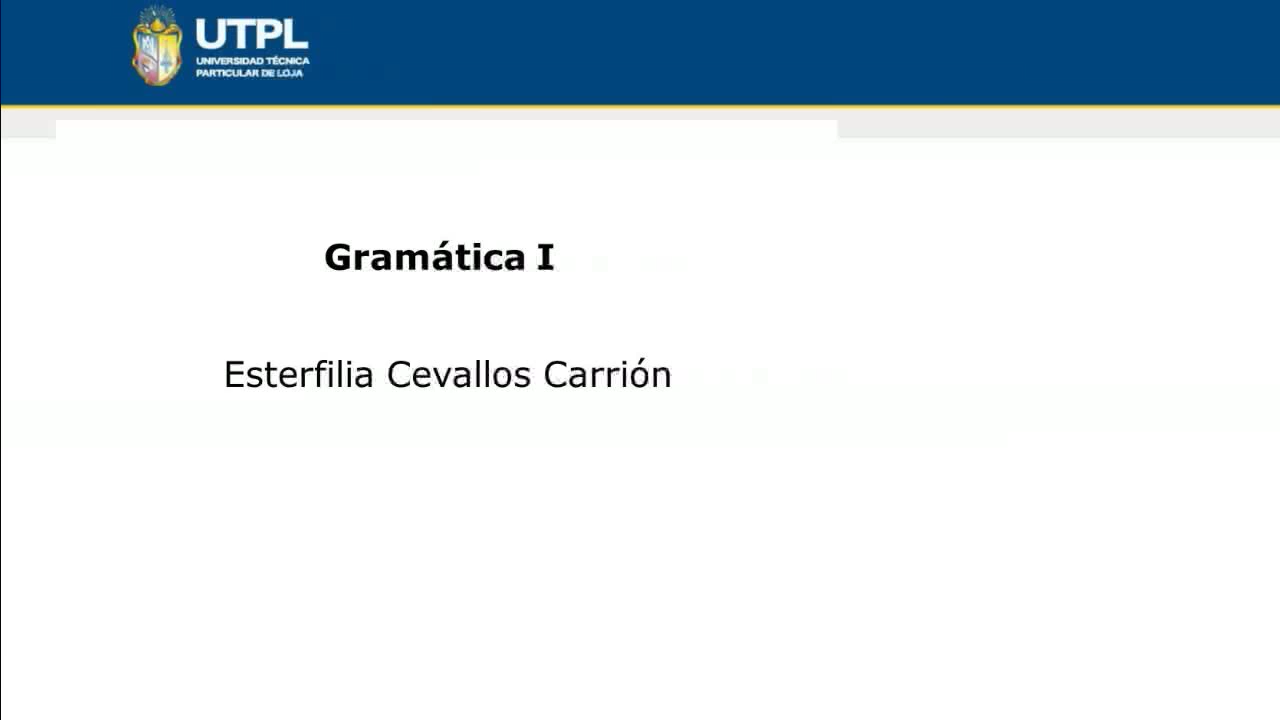 UTPL
UNIVERSIDAD TÉCNICA
PARTICULAR DE LOJA
Gramática I
Esterfilia Cevallos Carrión